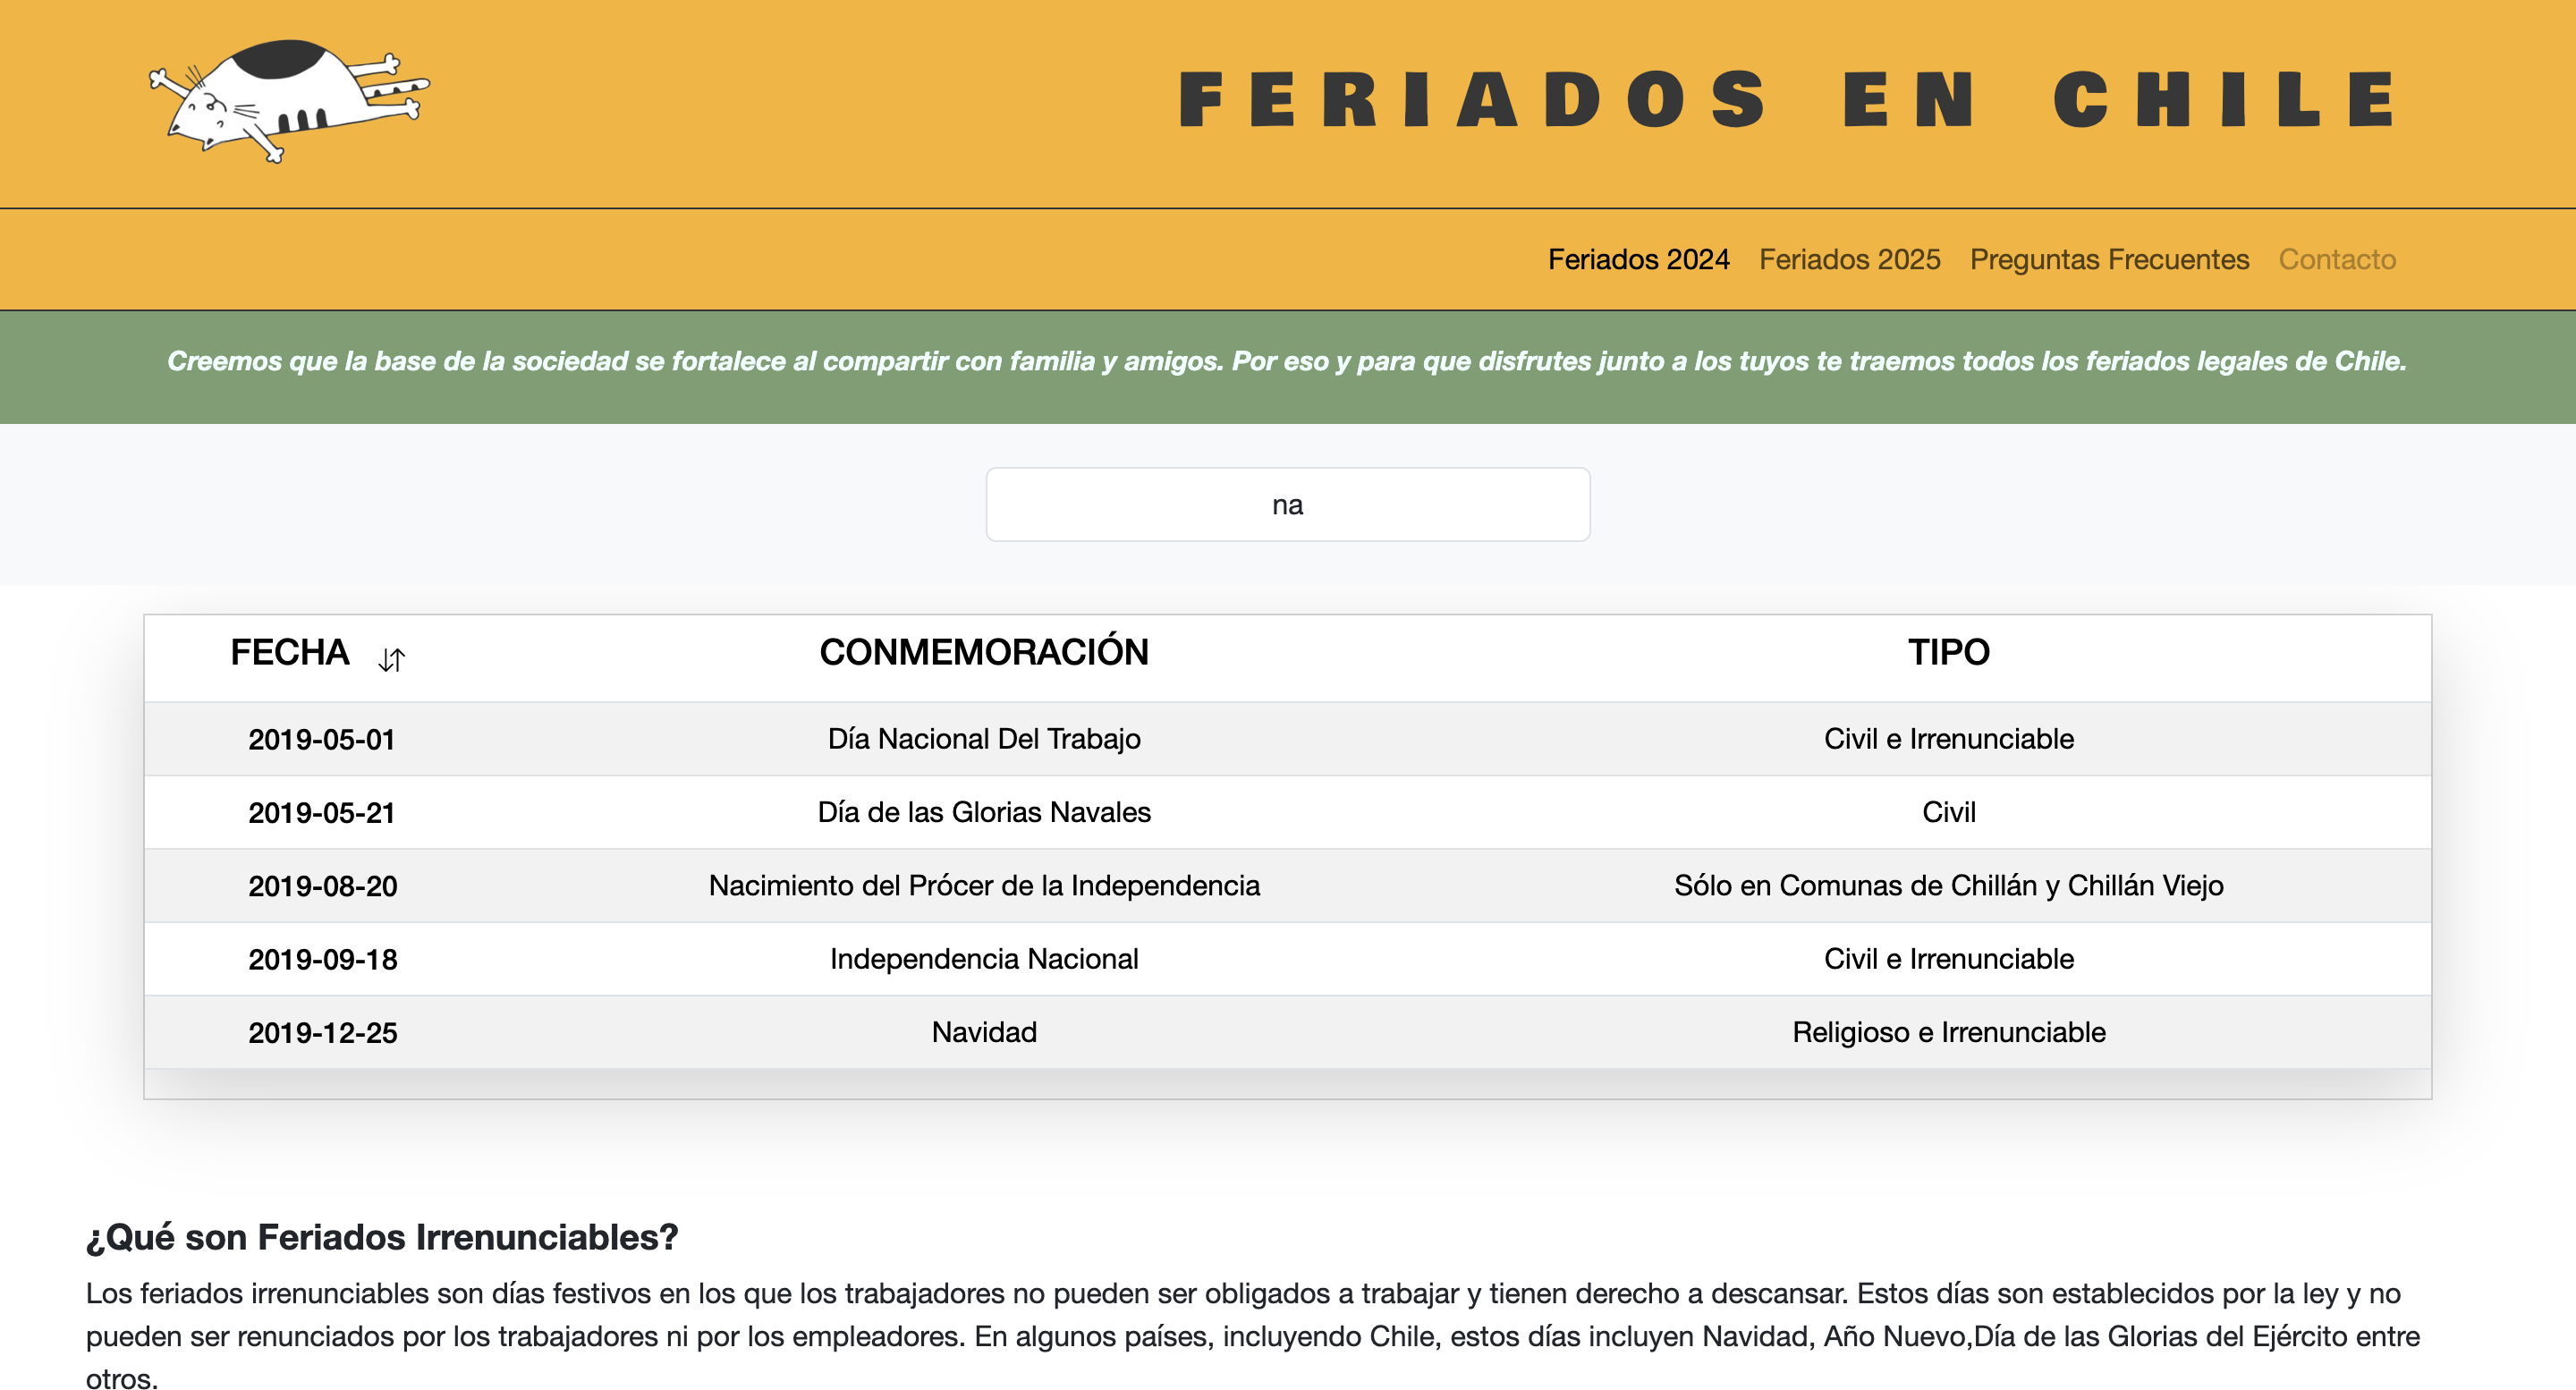 FERIADOS EN CHILE
Feriados 2024 Feriados 2025 Preguntas Frecuentes Contacto
Creemos que la base de la sociedad se fortalece al compartir con familia y amigos. Por eso y para que disfrutes junto a los tuyos te traemos todos los feriados legales de Chile.
na
FECHA CONMEMORACIÓN TIPO
2019-05-01 Día Nacional Del Trabajo Civil e Irrenunciable
2019-05-21 Día de las Glorias Navales Civil
2019-08-20 Nacimiento del Prócer de la Independencia Sólo en Comunas de Chillán y Chillán Viejo
2019-09-18 Independencia Nacional Civil e Irrenunciable
2019-12-25 Navidad Religioso e Irrenunciable
¿Qué son Feriados Irrenunciables?
Los feriados irrenunciables son días festivos en los que los trabajadores no pueden ser obligados a trabajar y tienen derecho a descansar. Estos días son establecidos por la ley y no
pueden ser renunciados por los trabajadores ni por los empleadores. En algunos países, incluyendo Chile, estos días incluyen Navidad, Año Nuevo,Día de las Glorias del Ejército entre
otros.